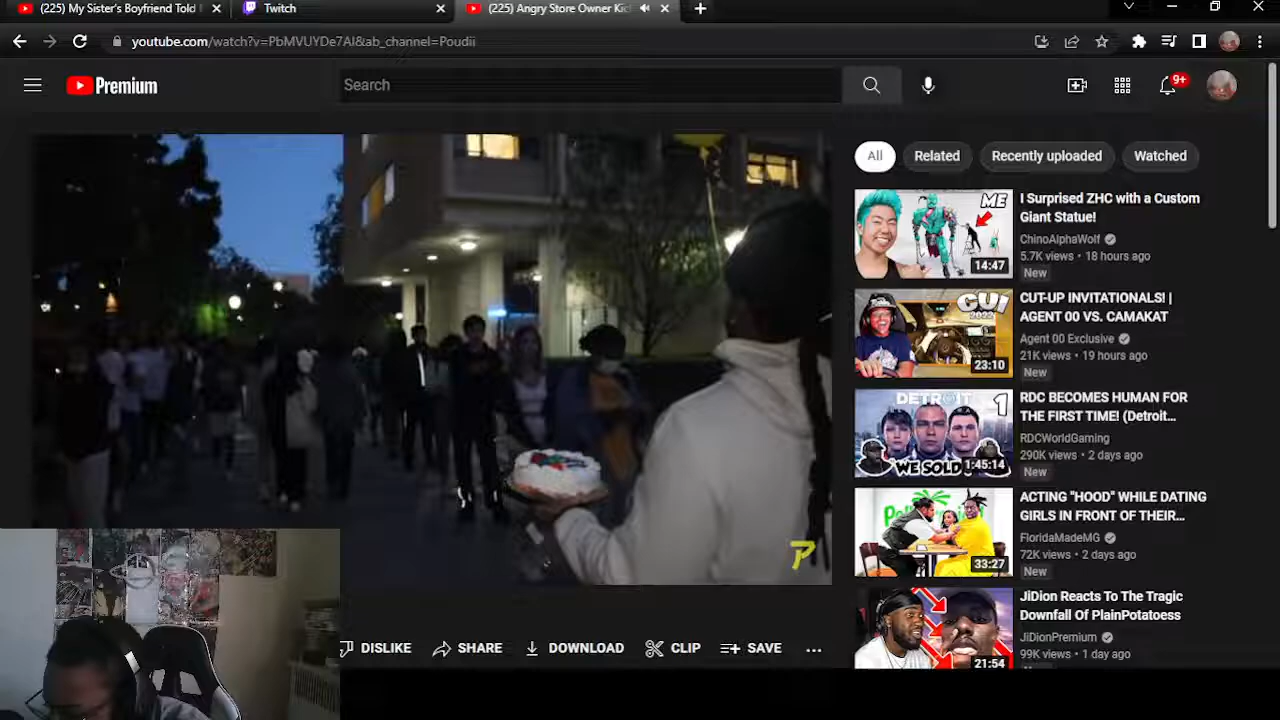 (225) My Sister's Boyfriend Told
Twitch
(225) Angry Store Owner Kic
youtube.com/watch?v=PbMVUYDe7AI&ab_channel=Poudii
Premium
Search
9+
All
Related
Recently uploaded
Watched
ME
14:47
I Surprised ZHC with a Custom
Giant Statue!
ChinoAlphaWolf
5.7K views • 18 hours ago
New
CUI
2022
23:10
CUT-UP INVITATIONALS! |
AGENT 00 VS. CAMAKAT
Agent 00 Exclusive
21K views • 19 hours ago
New
DETROIT
1
WE SOLD
1:45:14
RDC BECOMES HUMAN FOR
THE FIRST TIME! (Detroit...
RDCWorldGaming
290K views • 2 days ago
New
33:27
ACTING "HOOD" WHILE DATING
GIRLS IN FRONT OF THEIR...
FloridaMadeMG
72K views • 2 days ago
New
21:54
JiDion Reacts To The Tragic
Downfall Of PlainPotatoess
JiDionPremium
99K views • 1 day ago
P
DISLIKE
SHARE
DOWNLOAD
CLIP
SAVE
...